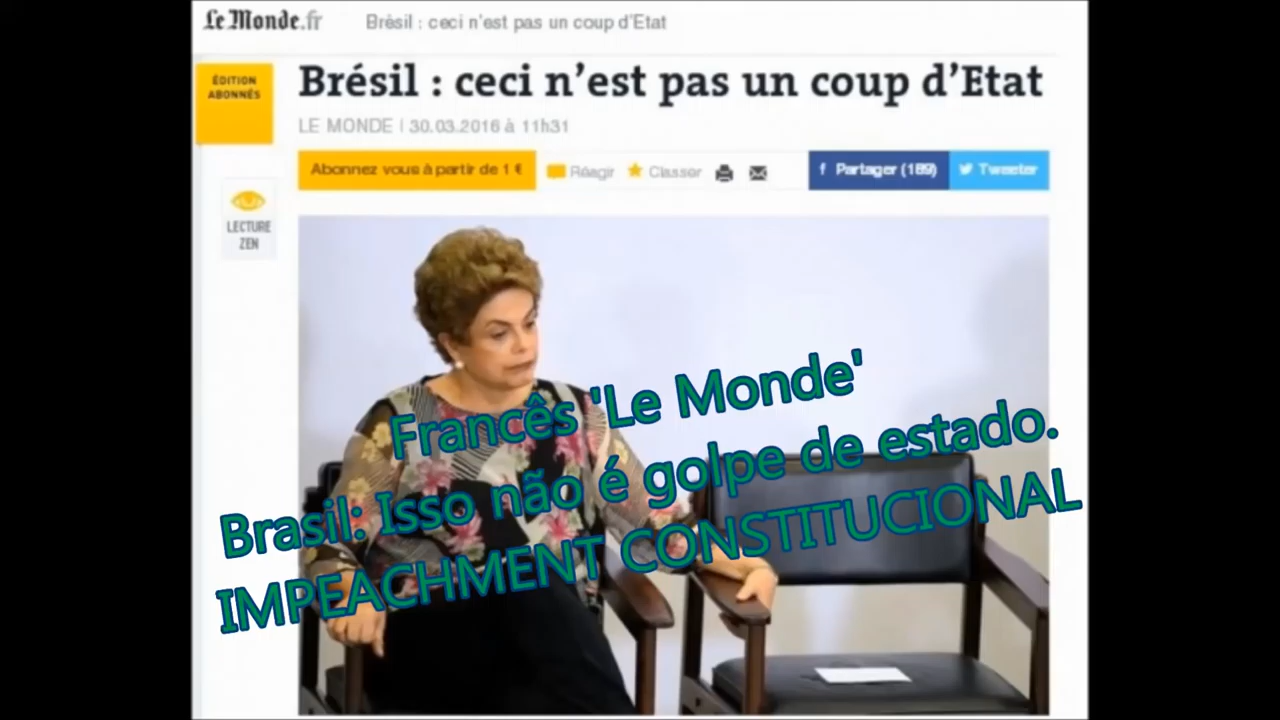 Le Monde.fr Brésil : ceci n'est pas un coup d'Etat
ÉDITION
ABONNÉS
Brésil : ceci n'est pas un coup d'Etat
LE MONDE | 30.03.2016 à 11h31
Abonnez vous à partir de 1 € Réagir Classer f Partager (189) Tweeter
LECTURE
ZEN
Francês 'Le Monde'
Brasil: Isso não é golpe de estado.
IMPEACHMENT CONSTITUCIONAL